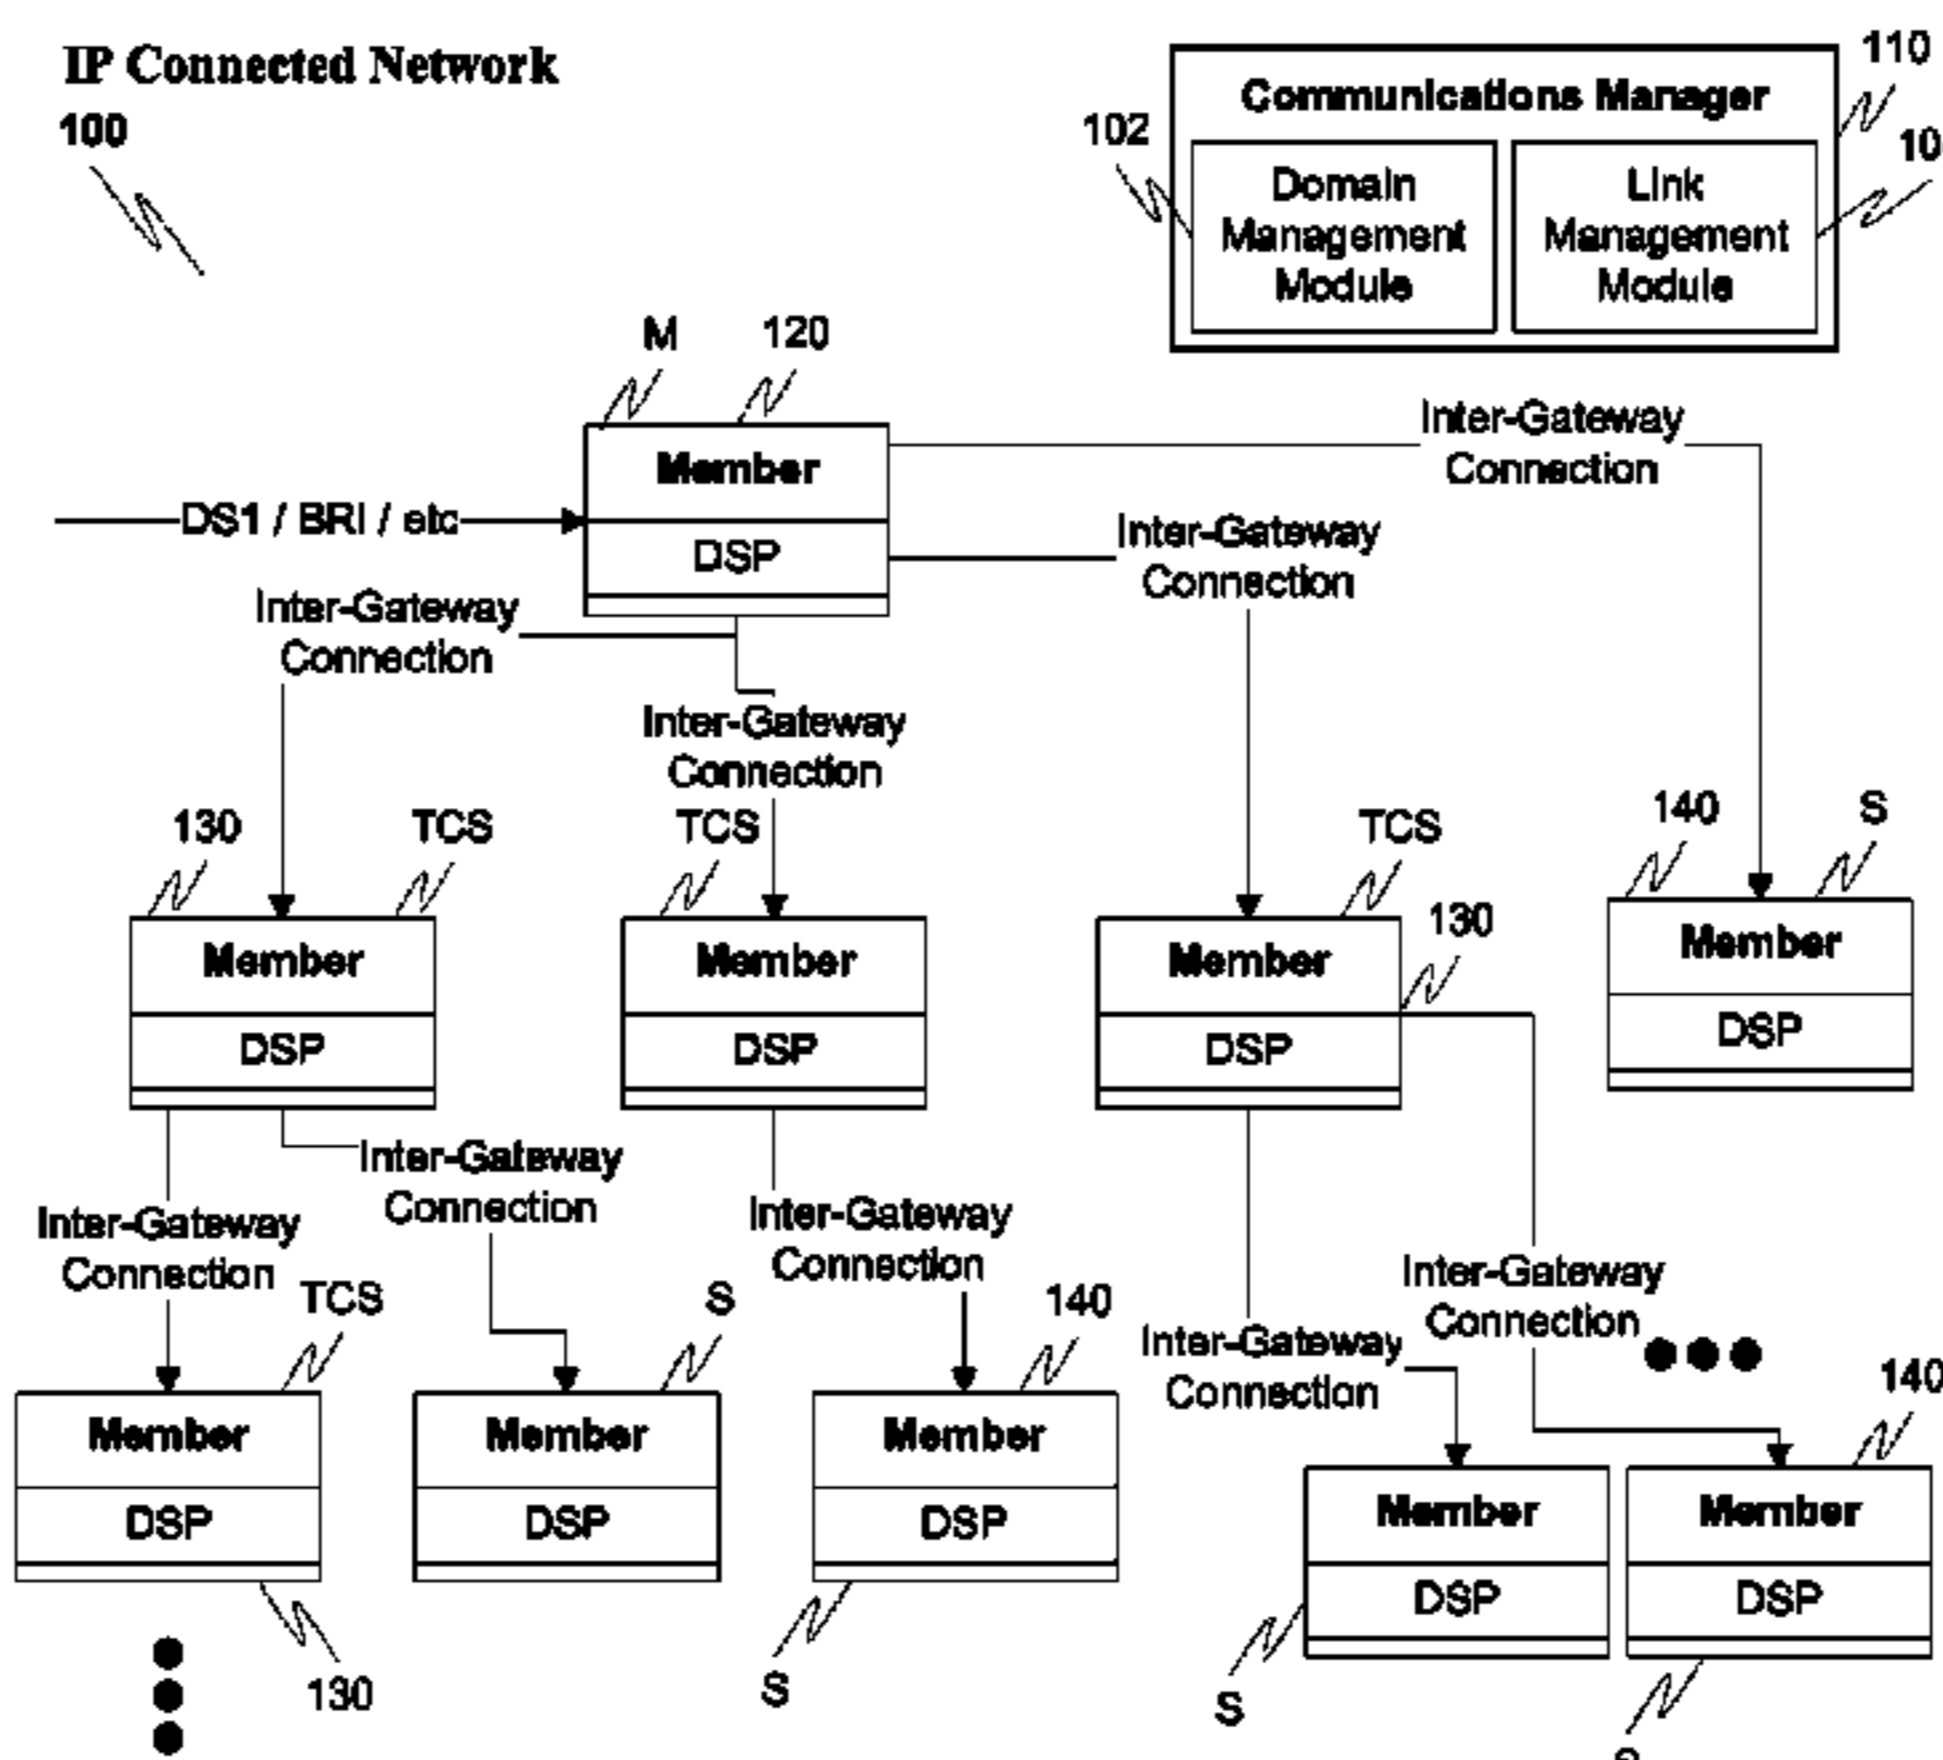 IP Connected Network
100
110
Communications Manager
102
10
Domain
Management
Module
Link
Management
Module
M
120
Member
DSP
DS1 / BRI / etc
Inter-Gateway
Connection
Inter-Gateway
Connection
Inter-Gateway
Connection
Inter-Gateway
Connection
130
TCS
TCS
TCS
130
140
S
Member
DSP
Member
DSP
Member
DSP
Member
DSP
Inter-Gateway
Connection
Inter-Gateway
Connection
Inter-Gateway
Connection
Inter-Gateway
Connection
Inter-Gateway
Connection
TCS
S
140
140
Member
DSP
Member
DSP
Member
DSP
Member
DSP
Member
DSP
130
S
S